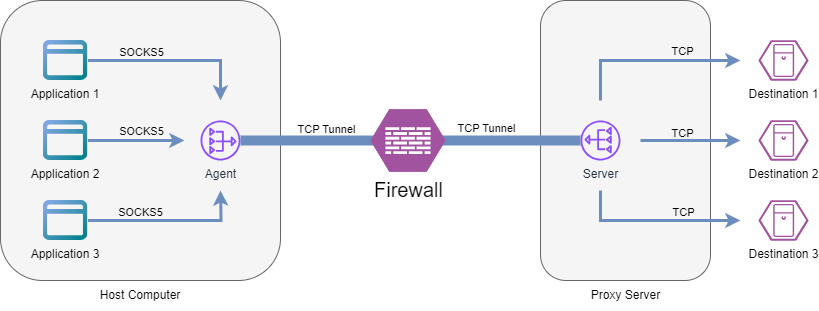 SOCKS5
Application 1
SOCKS5
Application 2
SOCKS5
Application 3
Agent
Host Computer
TCP Tunnel
Firewall
TCP Tunnel
Server
Proxy Server
TCP
Destination 1
TCP
Destination 2
TCP
Destination 3